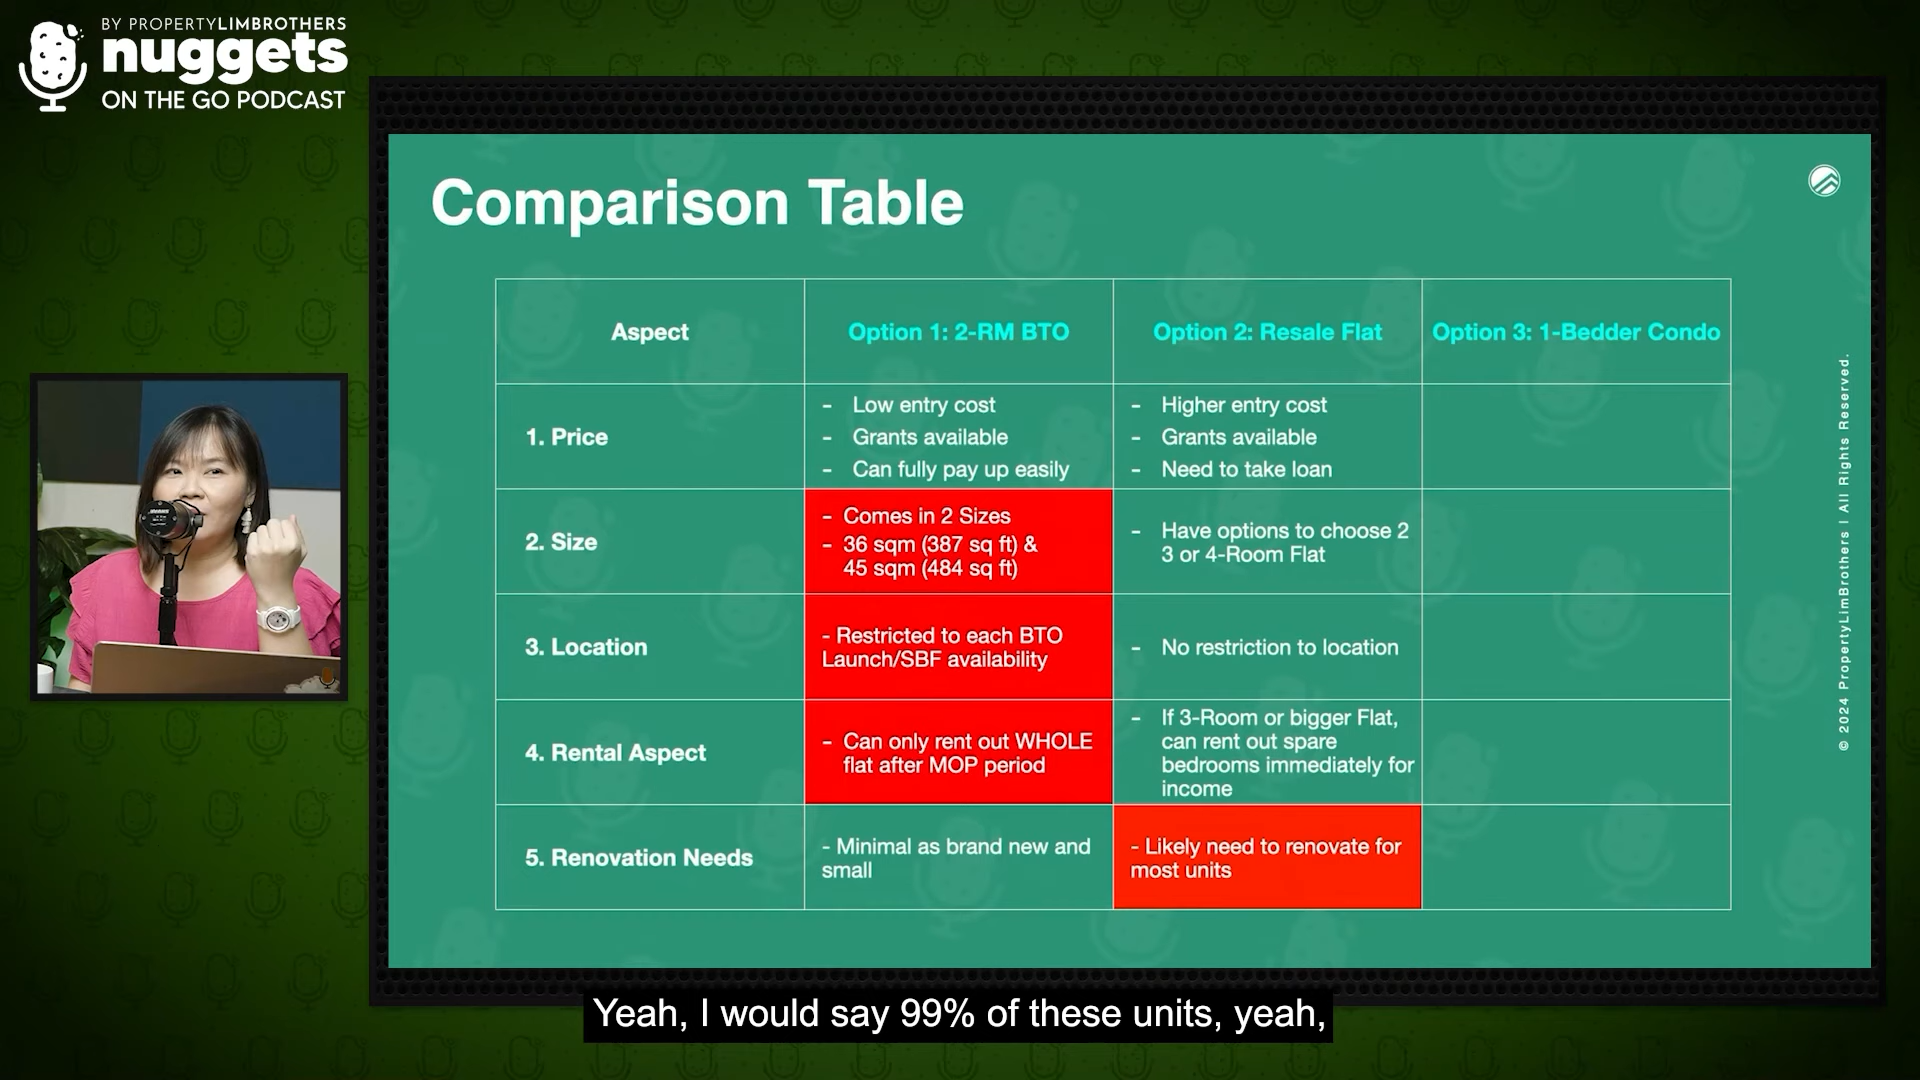 BY PROPERTYLIMBROTHERS
nuggets
ON THE GO PODCAST
Comparison Table
Aspect
Option 1: 2-RM BTO
Option 2: Resale Flat
Option 3: 1-Bedder Condo
1. Price
- Low entry cost
- Grants available
- Can fully pay up easily
- Higher entry cost
- Grants available
- Need to take loan
2. Size
- Comes in 2 Sizes
- 36 sqm (387 sq ft) &
45 sqm (484 sq ft)
- Have options to choose 2
3 or 4-Room Flat
3. Location
- Restricted to each BTO
Launch/SBF availability
- No restriction to location
4. Rental Aspect
- Can only rent out WHOLE
flat after MOP period
- If 3-Room or bigger Flat,
can rent out spare
bedrooms immediately for
income
5. Renovation Needs
- Minimal as brand new and
small
- Likely need to renovate for
most units
© 2024 PropertyLimBrothers | All Rights Reserved.
Yeah, I would say 99% of these units, yeah,